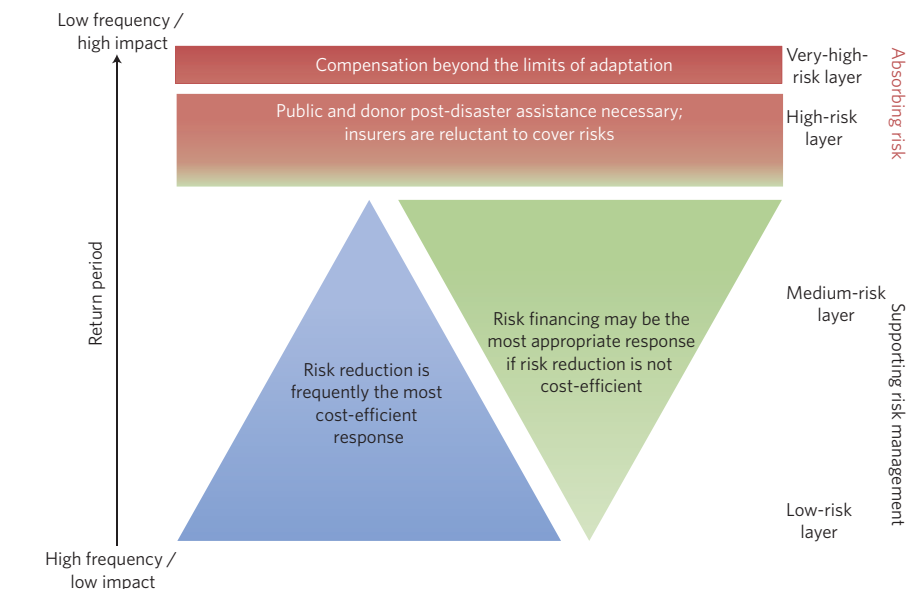 Low frequency /
high impact
Compensation beyond the limits of adaptation
Very-high-
risk layer
Absorbing risk
Public and donor post-disaster assistance necessary;
insurers are reluctant to cover risks
High-risk
layer
Return period
Medium-risk
layer
Supporting risk management
Risk financing may be the
most appropriate response
if risk reduction is not
cost-efficient
Risk reduction is
frequently the most
cost-efficient
response
Low-risk
layer
High frequency /
low impact